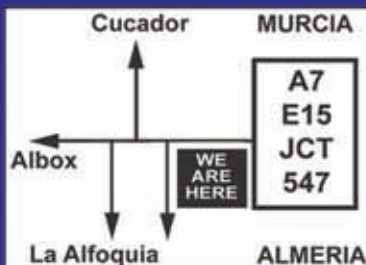 Cucador
MURCIA
A7
E15
JCT
547
Albox
WE
ARE
HERE
La Alfoquia
ALMERIA